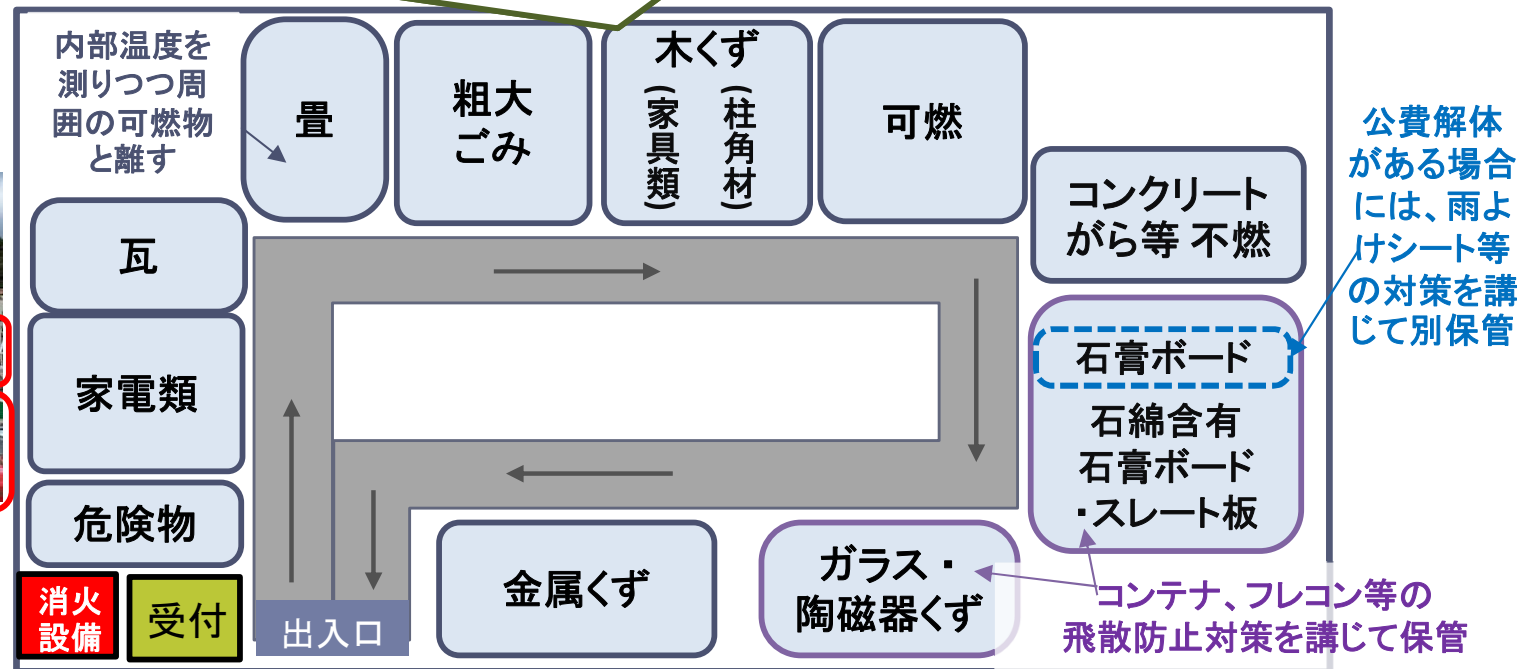 内部温度を
測りつつ周
囲の可燃物
と離す
畳
粗大
ごみ
木くず
(家具類)
(柱角材)
可燃
コンクリート
がら等 不燃
公費解体
がある場合
には、雨よ
けシート等
の対策を講
じて別保管
瓦
石膏ボード
家電類
石綿含有
石膏ボード
・スレート板
危険物
金属くず
ガラス・
陶磁器くず
コンテナ、フレコン等の
飛散防止対策を講じて保管
消火
設備
受付
出入口